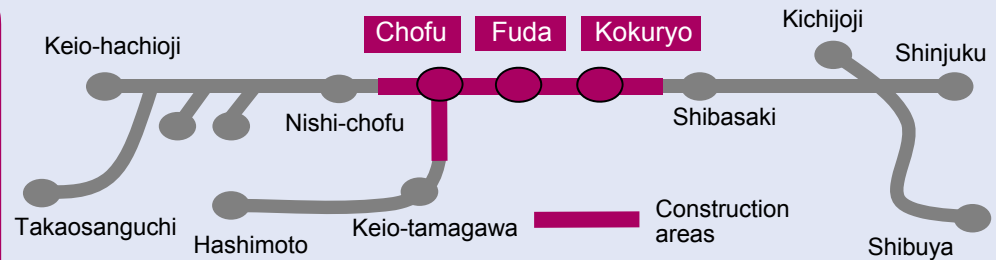 Kichijoji
Chofu
Fuda
Kokuryo
Keio-hachioji
Shinjuku
Nishi-chofu
Shibasaki
Takaosanguchi
Hashimoto
Keio-tamagawa
Construction
areas
Shibuya